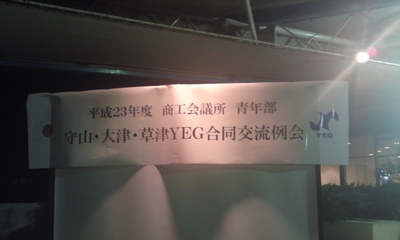 平成23年度 商工会議所 青年部
守山・大津・草津YEG合同交流例会
YEG